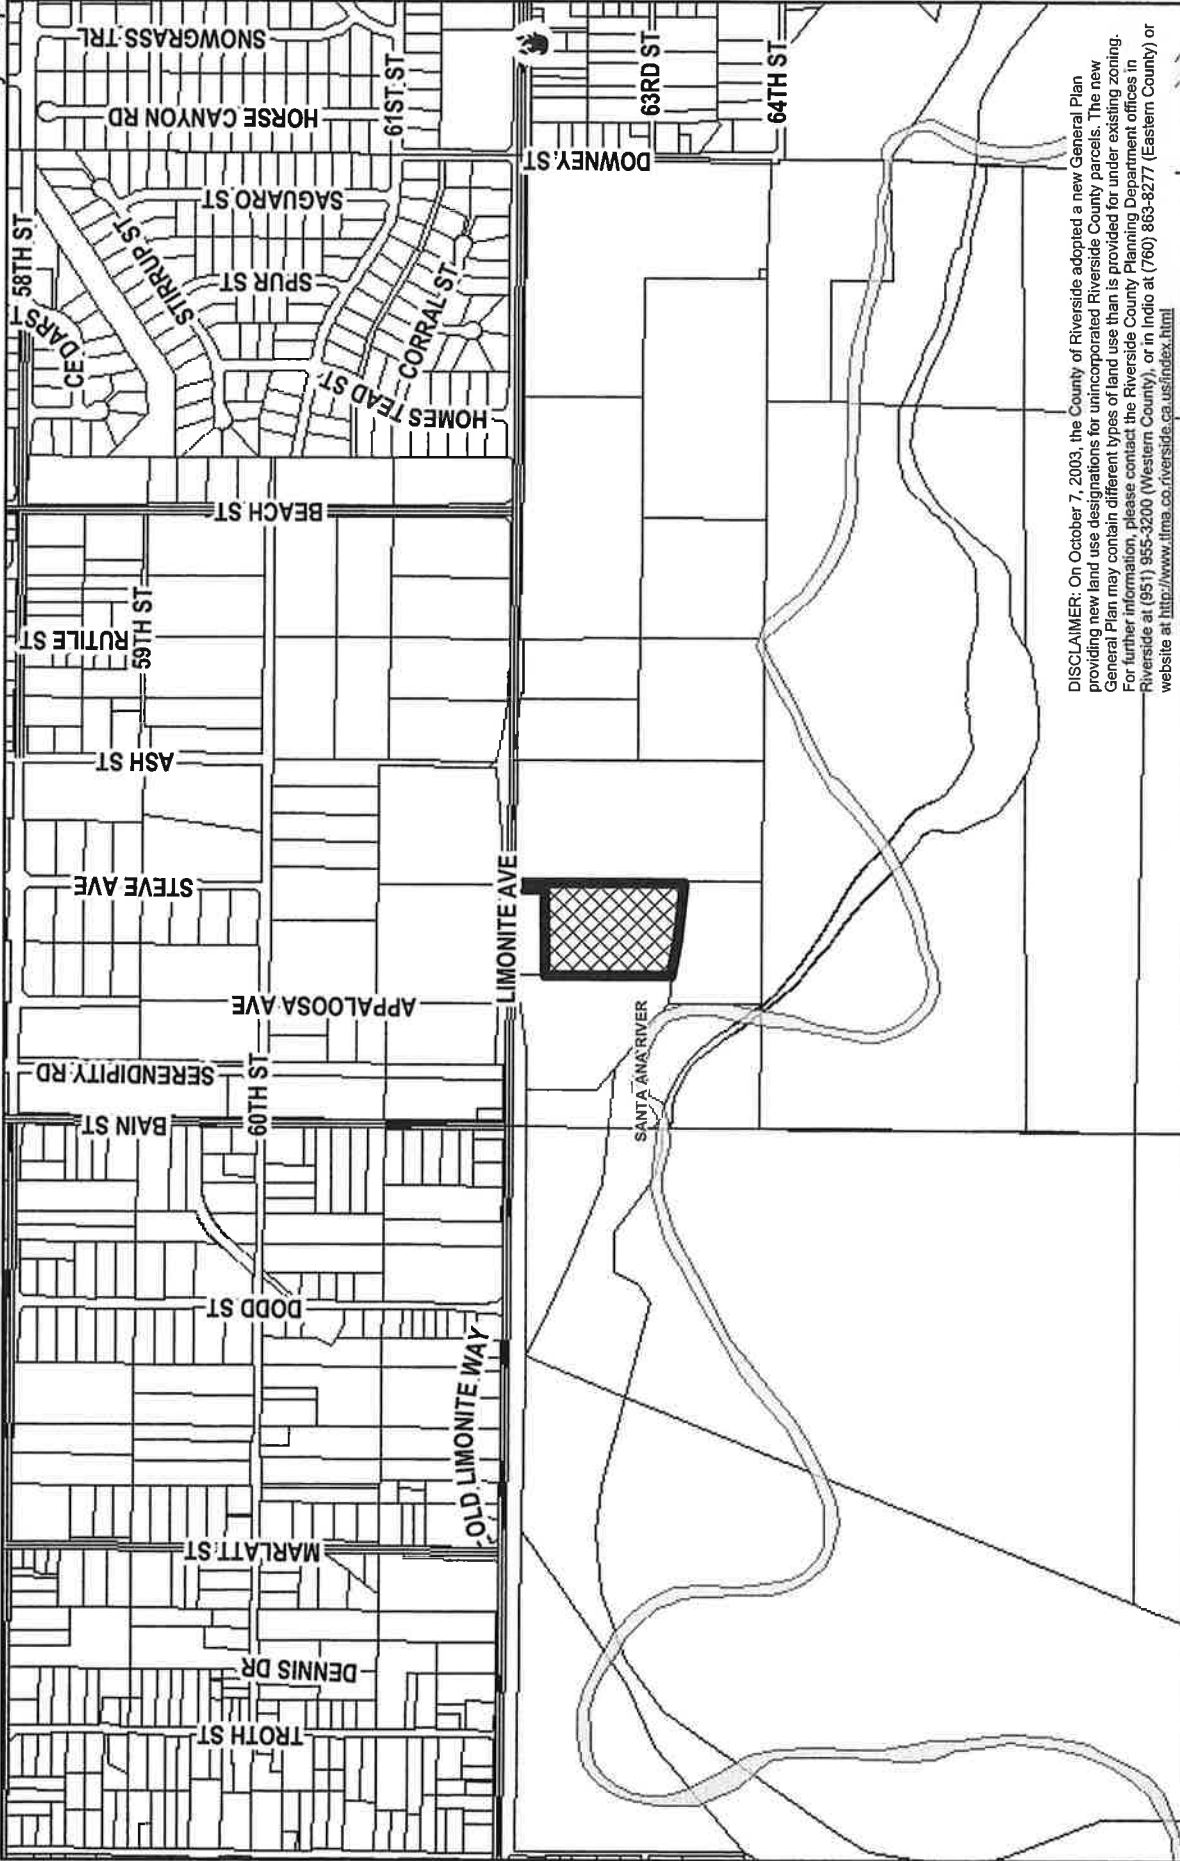 SNOWGRASS TRL
HORSE CANYON RD
61ST ST
63RD ST
64TH ST
DOWNEY ST
SAGUARO ST
58TH ST
STIRRUP ST
SPUR ST
CORRAL ST
CEDAR ST
HOMESTEAD ST
BEACH ST
RUTILE ST
59TH ST
ASH ST
STEVE AVE
LIMONITE AVE
APPALOOSA AVE
SERENDIPITY RD
60TH ST
BAIN ST
SANTA ANA RIVER
DODD ST
OLD LIMONITE WAY
MARLATT ST
DENNIS DR
TROTH ST
DISCLAIMER: On October 7, 2003, the County of Riverside adopted a new General Plan
providing new land use designations for unincorporated Riverside County parcels. The new
General Plan may contain different types of land use than is provided for under existing zoning.
For further information, please contact the Riverside County Planning Department offices in
Riverside at (951) 955-3200 (Western County), or in Indio at (760) 863-8277 (Eastern County) or
website at http://www.tlma.co.riverside.ca.us/index.html